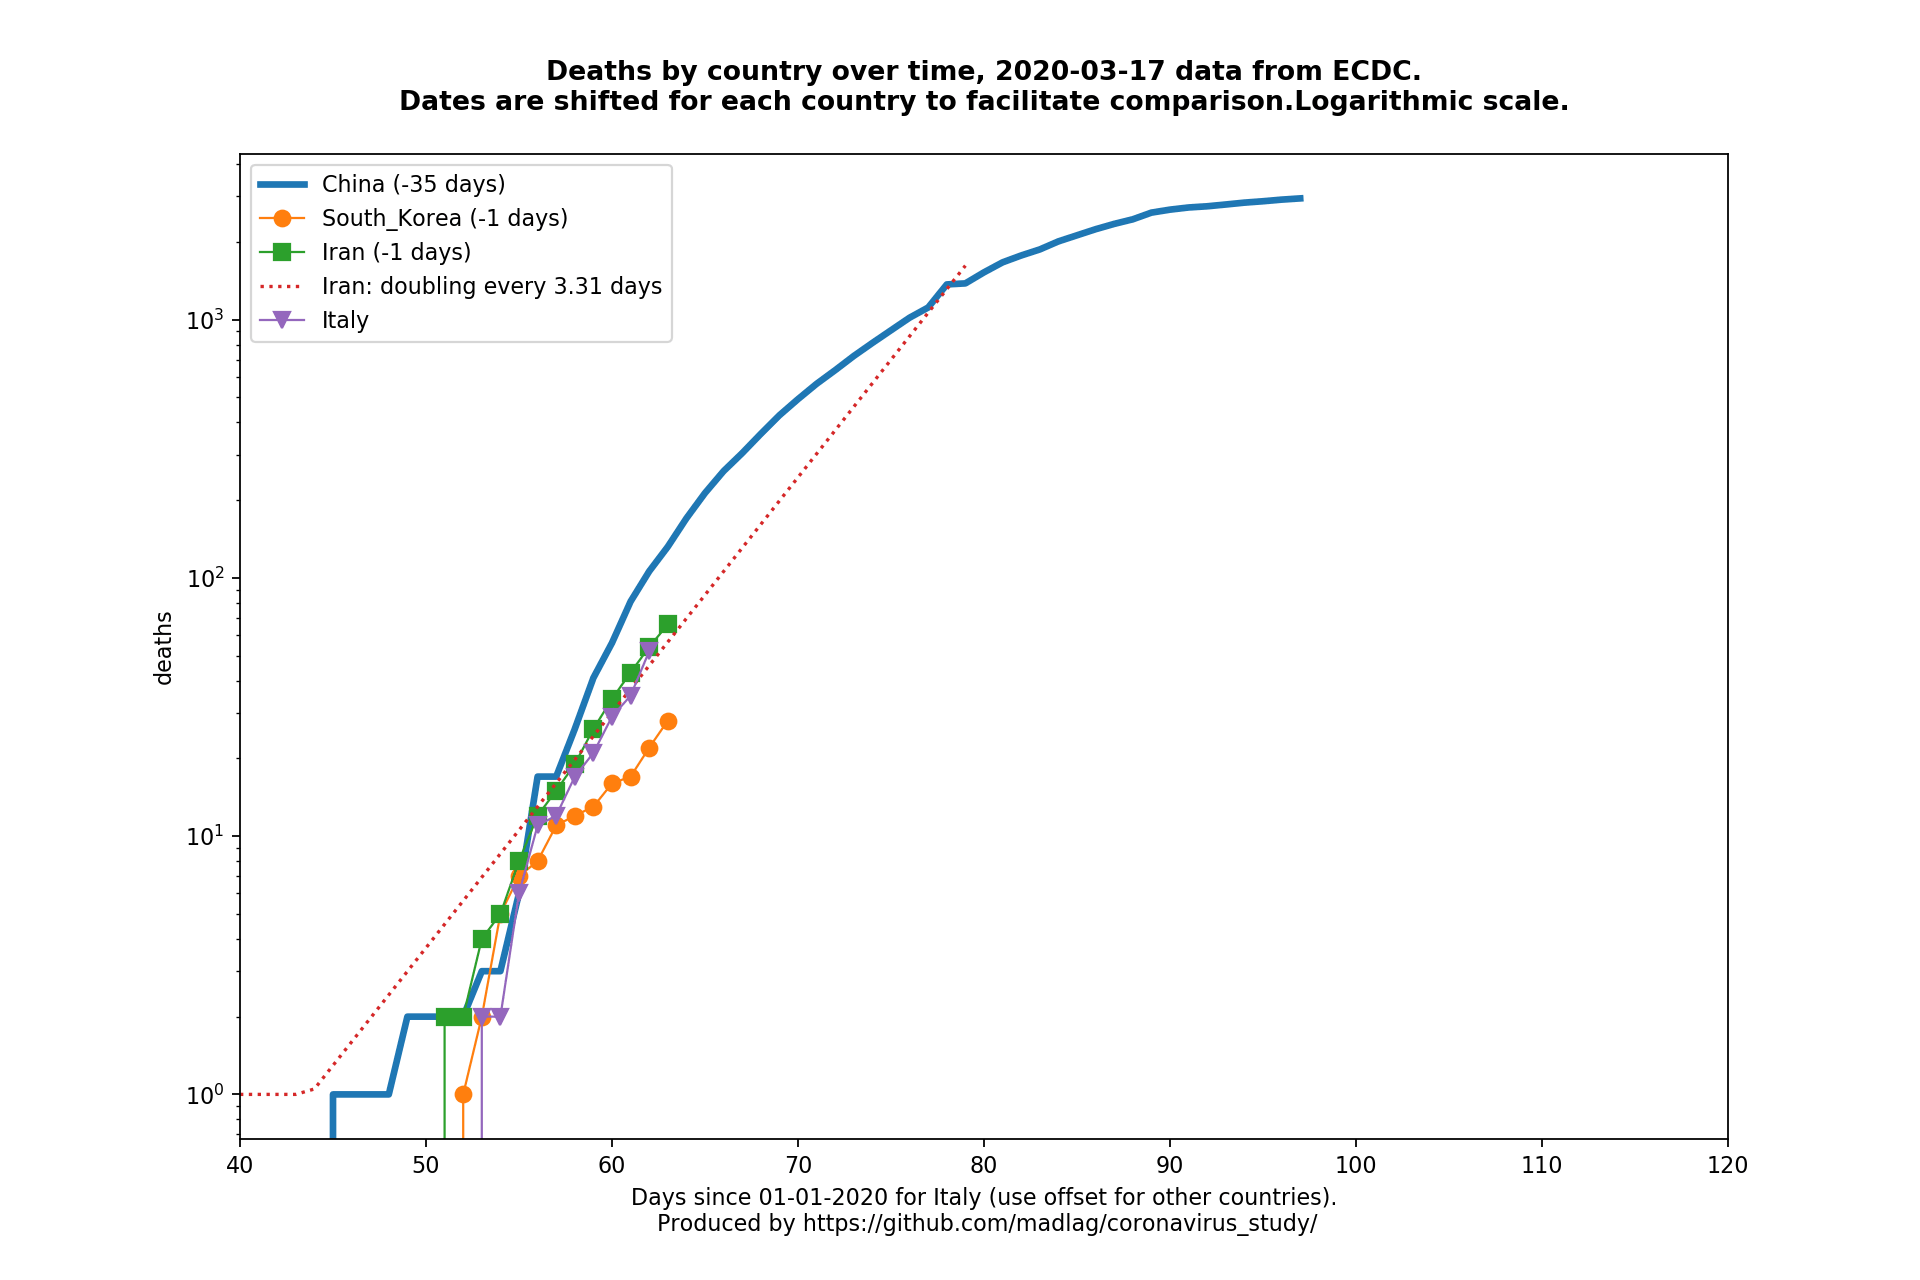 Deaths by country over time, 2020-03-17 data from ECDC.
Dates are shifted for each country to facilitate comparison.Logarithmic scale.
China (-35 days)
South_Korea (-1 days)
Iran (-1 days)
Iran: doubling every 3.31 days
Italy
deaths
10³
10²
10¹
10⁰
40 50 60 70 80 90 100 110 120
Days since 01-01-2020 for Italy (use offset for other countries).
Produced by https://github.com/madlag/coronavirus_study/